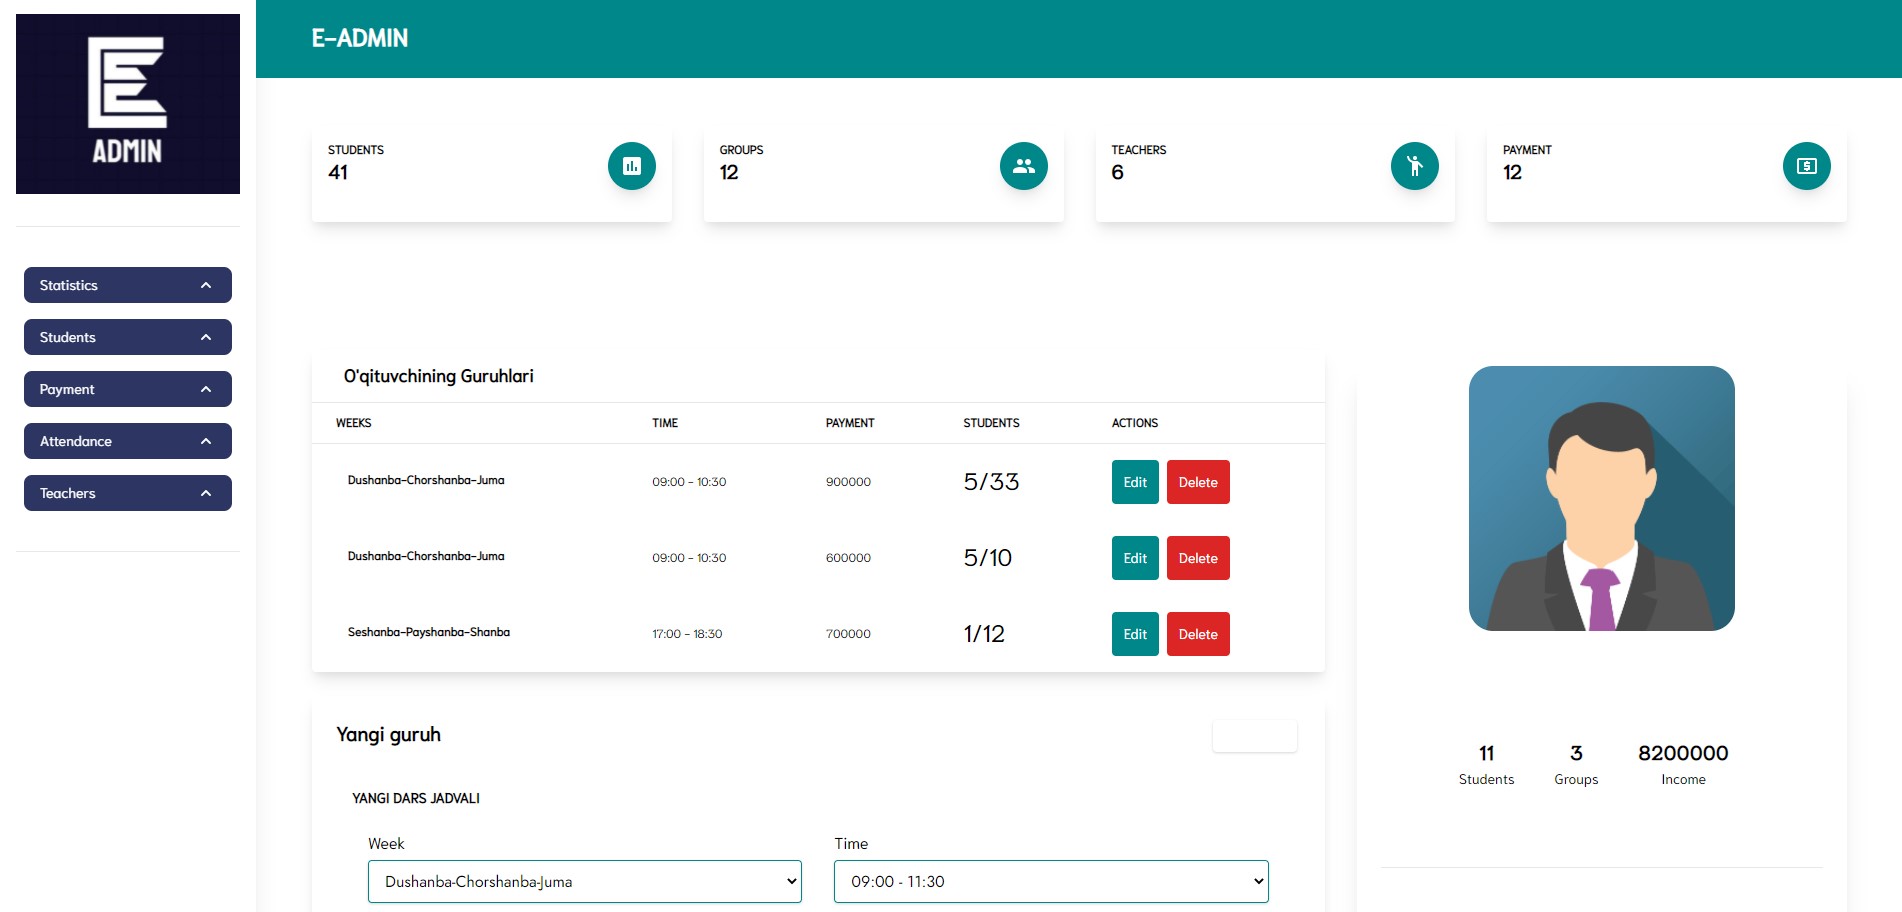 E
ADMIN
E-ADMIN
STUDENTS
41
GROUPS
12
TEACHERS
6
PAYMENT
12
Statistics
Students
Payment
Attendance
Teachers
O'qituvchining Guruhlari
WEEKS TIME PAYMENT STUDENTS ACTIONS
Dushanba-Chorshanba-Juma 09:00 - 10:30 900000 5/33 Edit Delete
Dushanba-Chorshanba-Juma 09:00 - 10:30 600000 5/10 Edit Delete
Seshanba-Payshanba-Shanba 17:00 - 18:30 700000 1/12 Edit Delete
11 3 8200000
Students Groups Income
Yangi guruh
YANGI DARS JADVALI
Week Time
Dushanba-Chorshanba-Juma 09:00 - 11:30